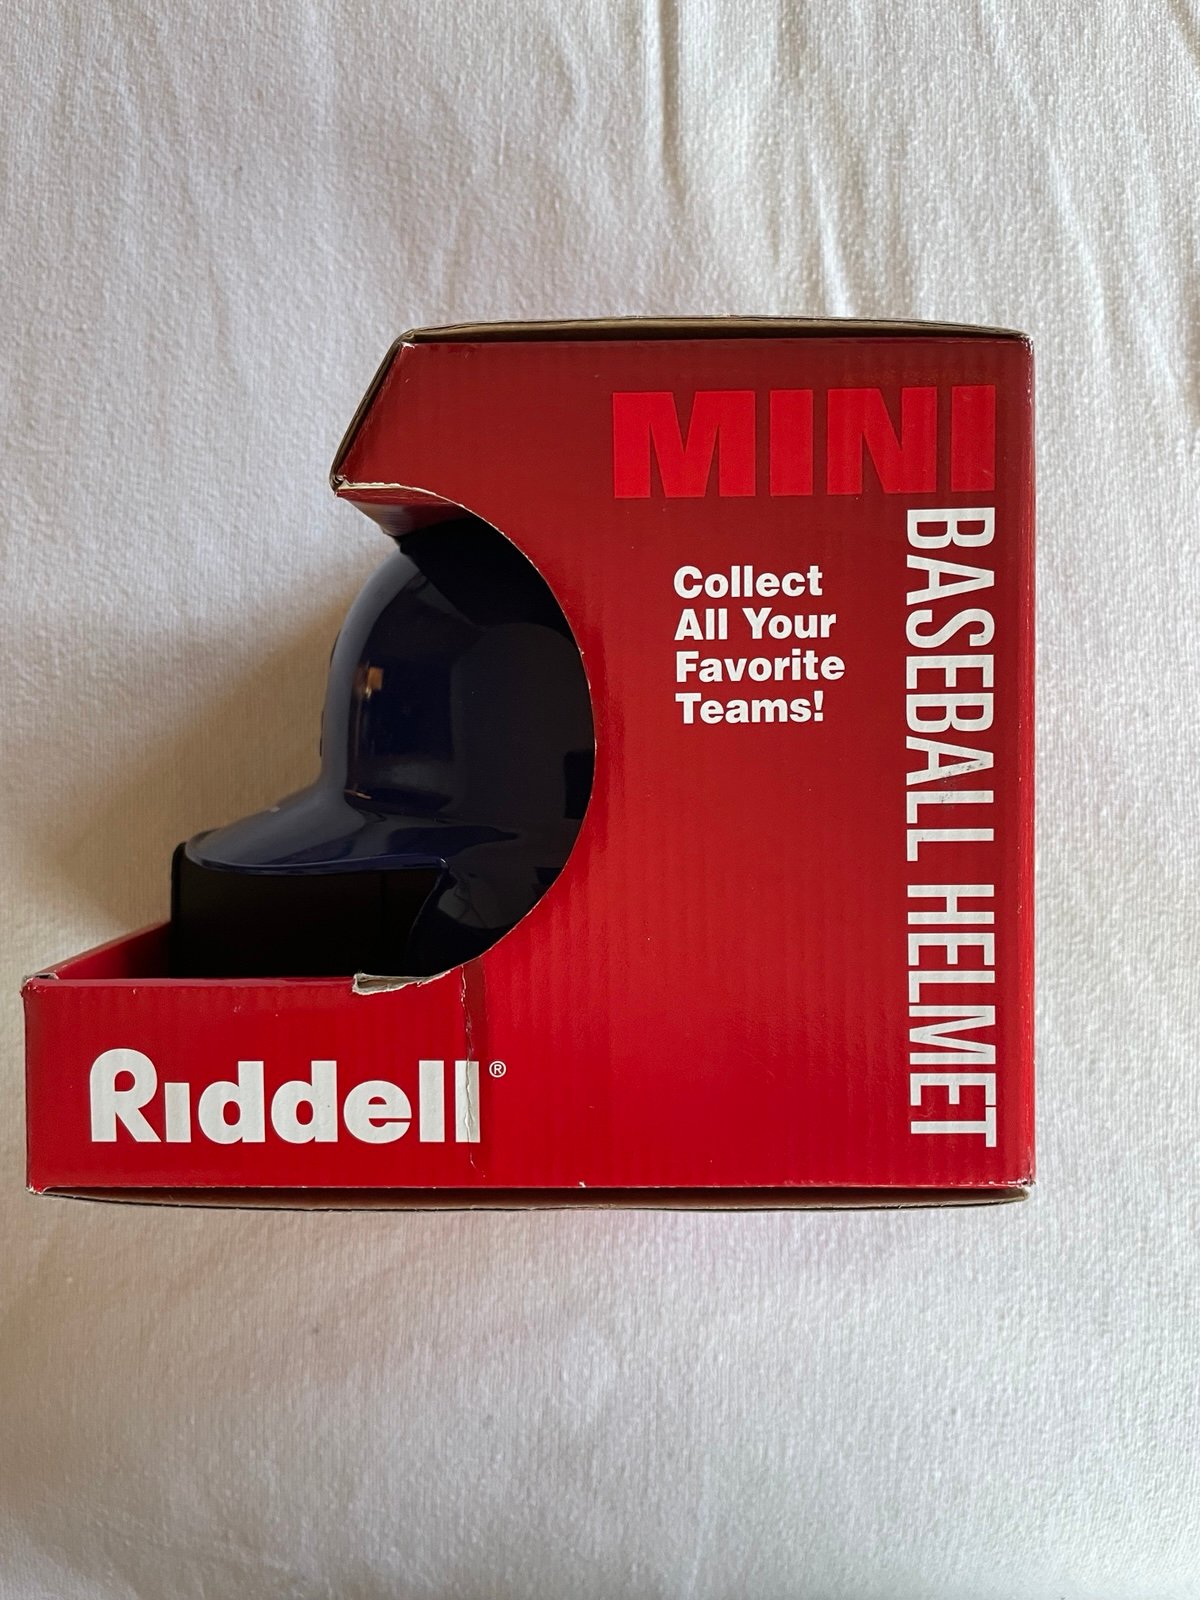 MINI
BASEBALL HELMET
Collect
All Your
Favorite
Teams!
Riddell®